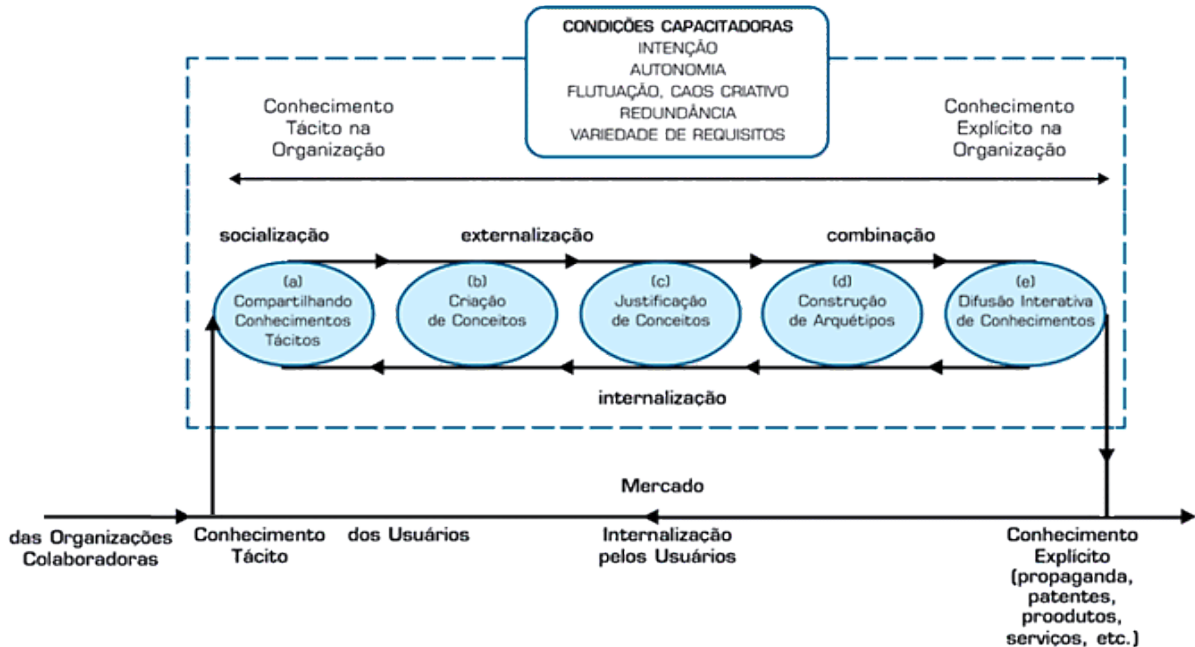 CONDIÇÕES CAPACITADORAS
INTENÇÃO
AUTONOMIA
FLUTUAÇÃO, CAOS CRIATIVO
REDUNDÂNCIA
VARIEDADE DE REQUISITOS
Conhecimento
Tácito na
Organização
Conhecimento
Explícito na
Organização
socialização
externalização
combinação
(a)
Compartilhando
Conhecimentos
Tácitos
(b)
Criação
de Conceitos
(c)
Justificação
de Conceitos
(d)
Construção
de Arquétipos
(e)
Difusão Interativa
de Conhecimentos
internalização
Mercado
das Organizações
Colaboradoras
Conhecimento
Tácito
dos Usuários
Internalização
pelos Usuários
Conhecimento
Explícito
(propaganda,
patentes,
proodutos,
serviços, etc.)